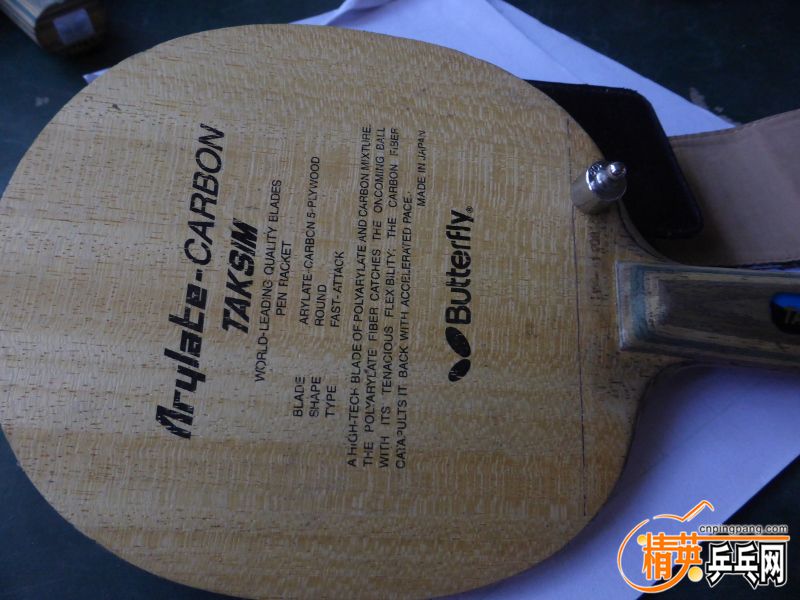 Arylate-CARBON
TAKSIM
WORLD-LEADING QUALITY BLADES
PEN RACKET
BLADE ARYLATE-CARBON 5-PLYWOOD
SHAPE ROUND
TYPE FAST-ATTACK
A HIGH-TECH BLADE OF POLYARYLATE AND CARBON MIXTURE.
THE POLYARYLATE FIBER CATCHES THE ONCOMING BALL
WITH ITS TENACIOUS FLEXIBILITY; THE CARBON FIBER
CATAPULTS IT BACK WITH ACCELERATED PACE.
MADE IN JAPAN
Butterfly®
TA
cnpingpang.com
精英乒乓网